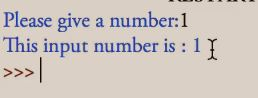 Please give a number:1
This input number is : 1
>>>